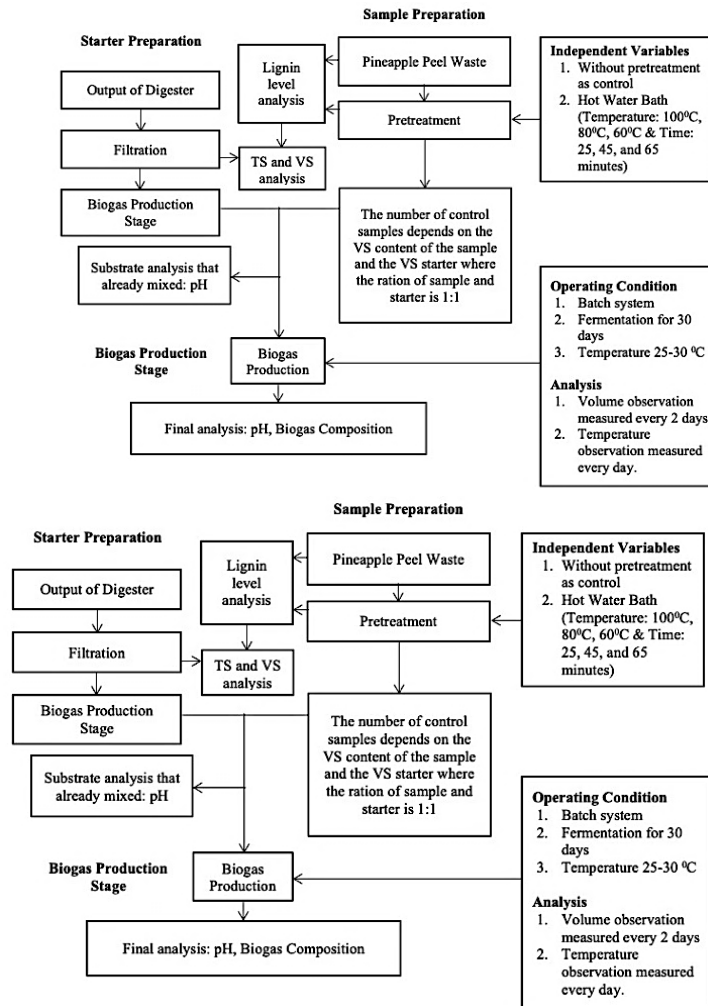 Sample Preparation
Starter Preparation
Output of Digester
Filtration
Biogas Production
Stage
Lignin
level
analysis
TS and VS
analysis
Pineapple Peel Waste
Pretreatment
The number of control
samples depends on the
VS content of the sample
and the VS starter where
the ration of sample and
starter is 1:1
Independent Variables
1. Without pretreatment
as control
2. Hot Water Bath
(Temperature: 100⁰C,
80⁰C, 60⁰C & Time:
25, 45, and 65
minutes)
Substrate analysis that
already mixed: pH
Biogas Production
Stage
Biogas
Production
Final analysis: pH, Biogas Composition
Operating Condition
1. Batch system
2. Fermentation for 30
days
3. Temperature 25-30 ⁰C
Analysis
1. Volume observation
measured every 2 days
2. Temperature
observation measured
every day.
Sample Preparation
Starter Preparation
Output of Digester
Filtration
Biogas Production
Stage
Lignin
level
analysis
TS and VS
analysis
Pineapple Peel Waste
Pretreatment
The number of control
samples depends on the
VS content of the sample
and the VS starter where
the ration of sample and
starter is 1:1
Independent Variables
1. Without pretreatment
as control
2. Hot Water Bath
(Temperature: 100⁰C,
80⁰C, 60⁰C & Time:
25, 45, and 65
minutes)
Substrate analysis that
already mixed: pH
Biogas Production
Stage
Biogas
Production
Final analysis: pH, Biogas Composition
Operating Condition
1. Batch system
2. Fermentation for 30
days
3. Temperature 25-30 ⁰C
Analysis
1. Volume observation
measured every 2 days
2. Temperature
observation measured
every day.